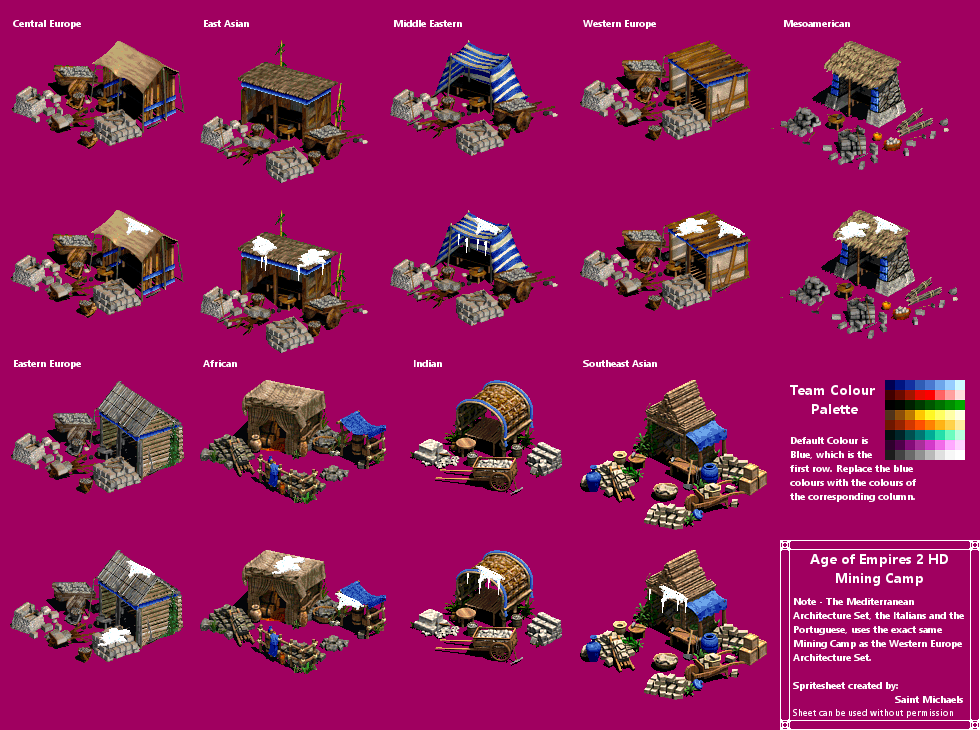 Central Europe
East Asian
Middle Eastern
Western Europe
Mesoamerican
Eastern Europe
African
Indian
Southeast Asian
Team Colour
Palette
Default Colour is
Blue, which is the
first row. Replace the blue
colours with the colours of
the corresponding column.
Age of Empires 2 HD
Mining Camp
Note - The Mediterranean
Architecture Set, the Italians and the
Portuguese, uses the exact same
Mining Camp as the Western Europe
Architecture Set.
Spritesheet created by:
Saint Michaels
Sheet can be used without permission